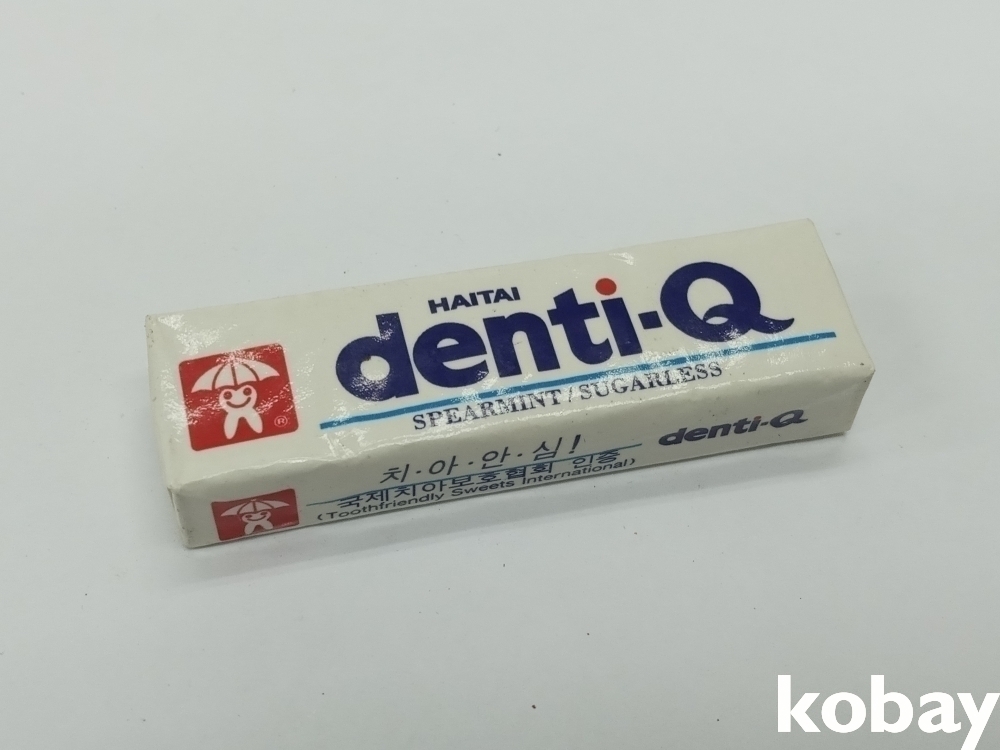 HAITAI
denti-Q
SPEARMINT/SUGARLESS
®
치·아·안·심!
국제치아보호협회 인증
(Toothfriendly Sweets International)
denti-Q
kobay